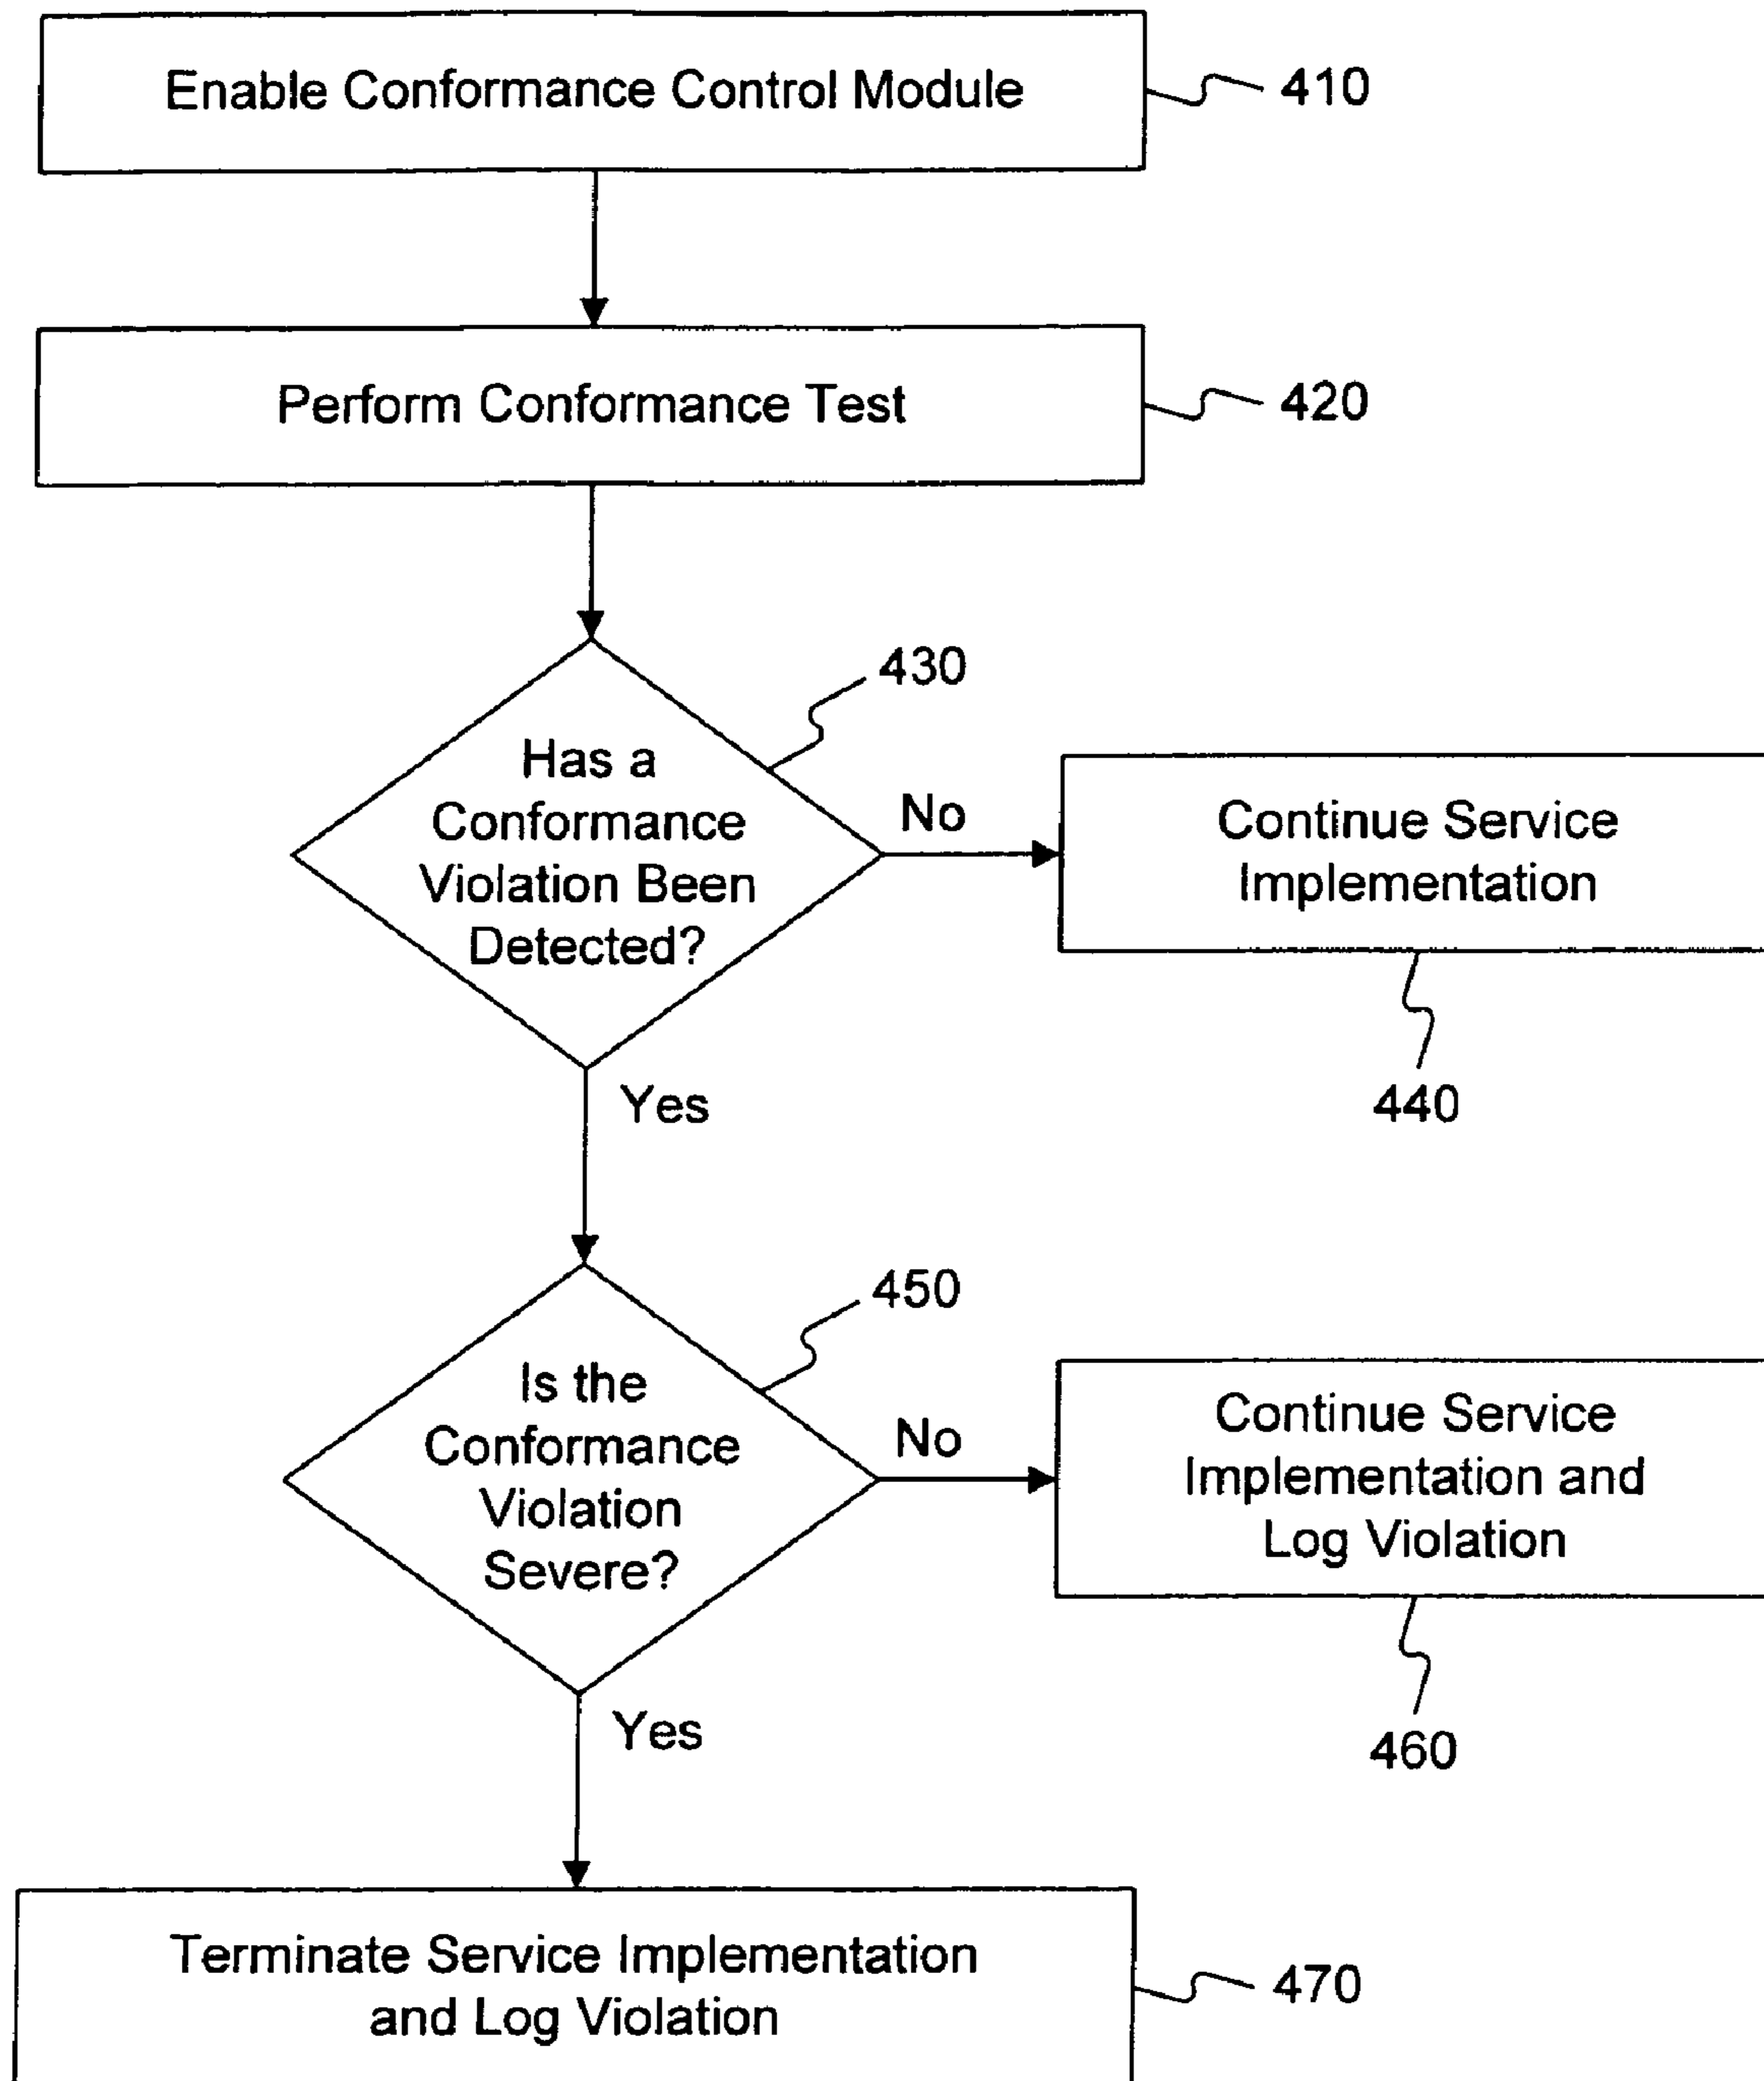 Enable Conformance Control Module
410
Perform Conformance Test
420
430
Has a
Conformance
Violation Been
Detected?
No
Continue Service
Implementation
440
Yes
450
Is the
Conformance
Violation
Severe?
No
Continue Service
Implementation and
Log Violation
460
Yes
Terminate Service Implementation
and Log Violation
470